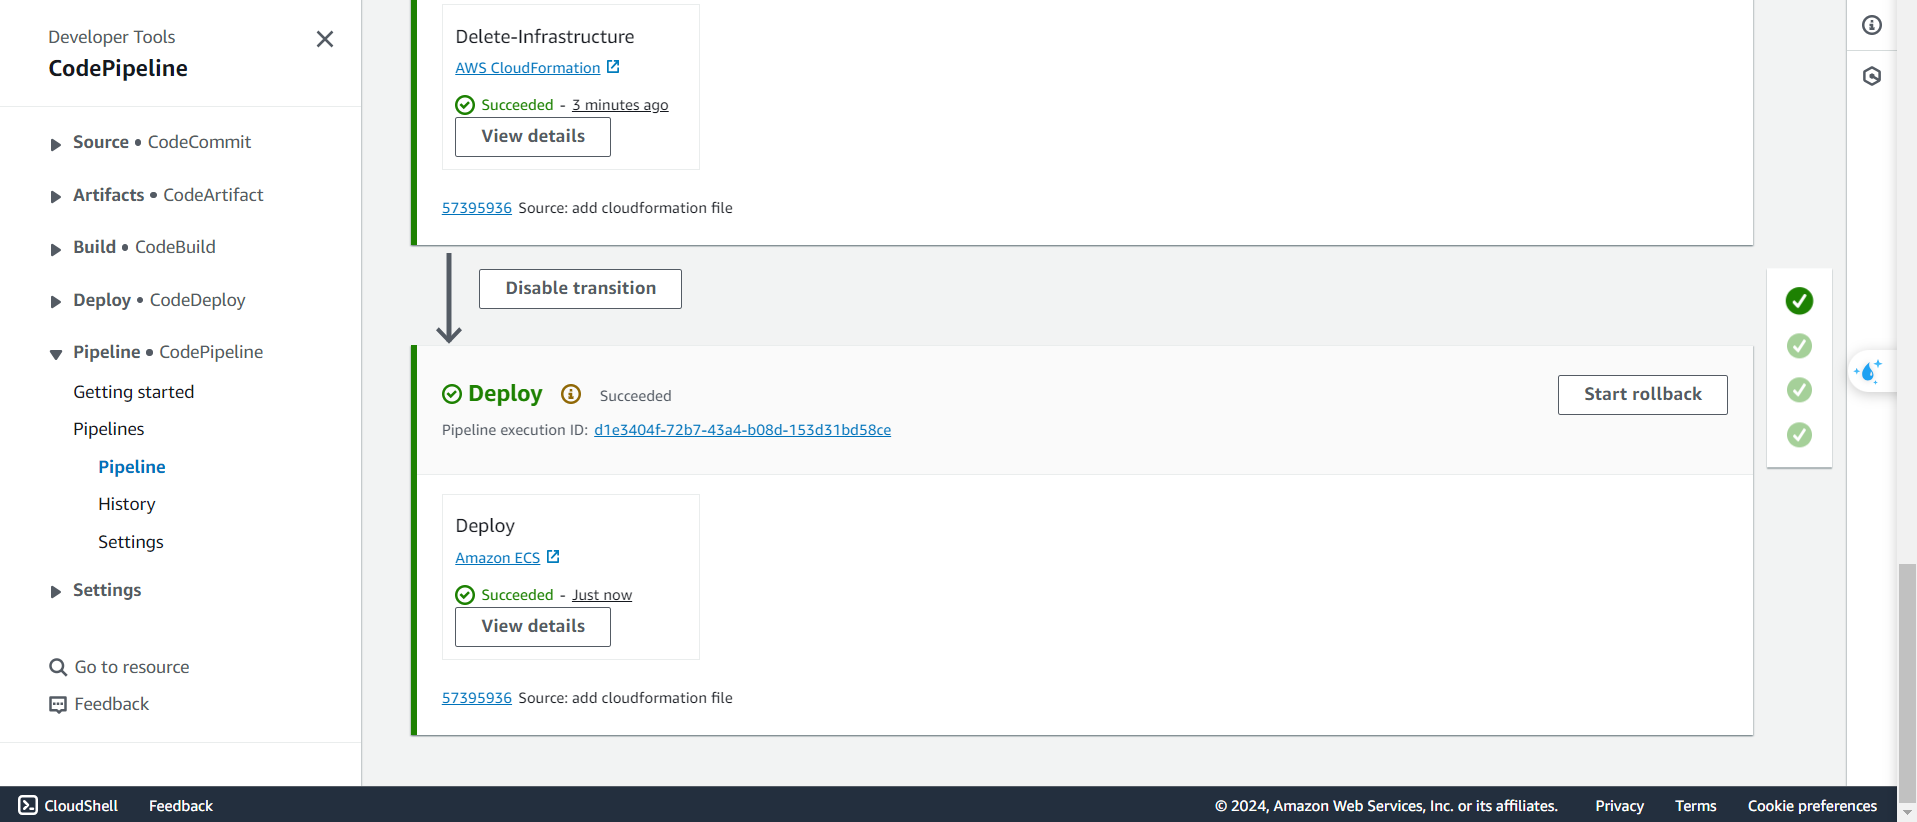 Developer Tools
CodePipeline
Source • CodeCommit
Artifacts • CodeArtifact
Build • CodeBuild
Deploy • CodeDeploy
Pipeline • CodePipeline
Getting started
Pipelines
Pipeline
History
Settings
Settings
Go to resource
Feedback
Delete-Infrastructure
AWS CloudFormation
Succeeded - 3 minutes ago
View details
57395936 Source: add cloudformation file
Disable transition
Deploy Succeeded
Start rollback
Pipeline execution ID: d1e3404f-72b7-43a4-b08d-153d31bd58ce
Deploy
Amazon ECS
Succeeded - Just now
View details
57395936 Source: add cloudformation file
CloudShell Feedback © 2024, Amazon Web Services, Inc. or its affiliates. Privacy Terms Cookie preferences